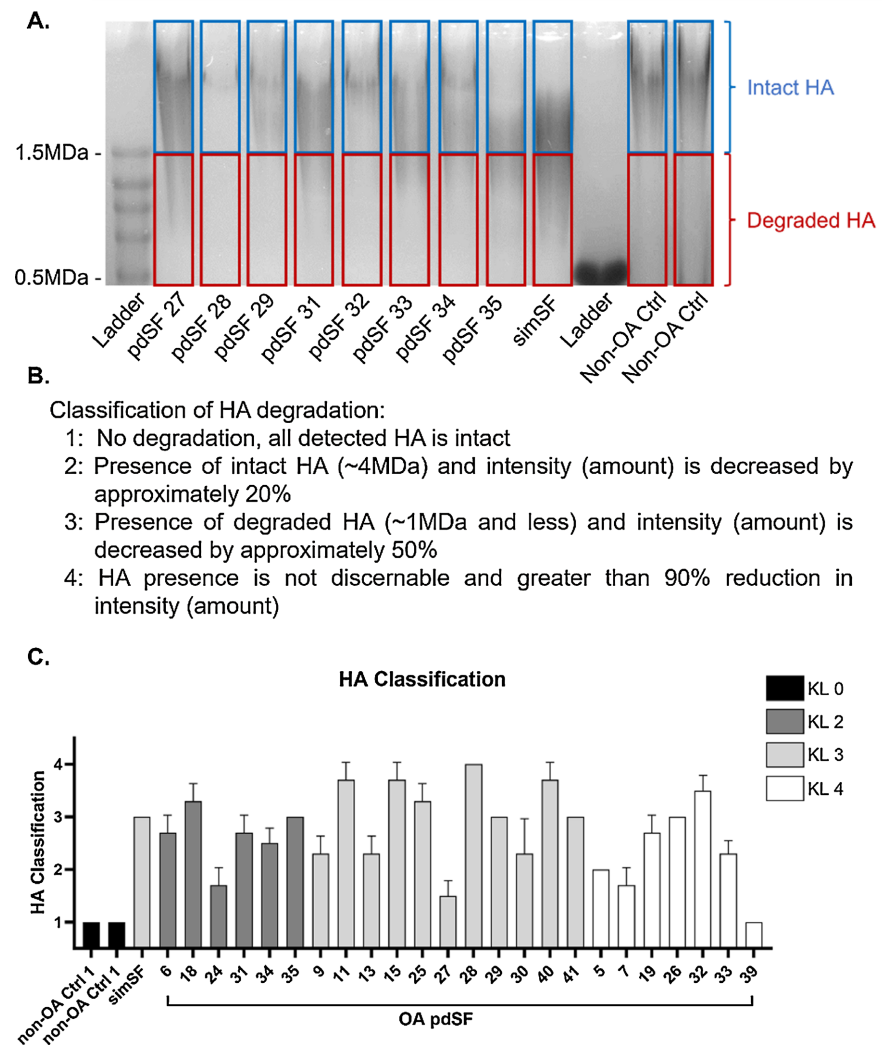 A.
Intact HA
1.5MDa -
Degraded HA
0.5MDa -
Ladder
pdSF 27
pdSF 28
pdSF 29
pdSF 31
pdSF 32
pdSF 33
pdSF 34
pdSF 35
simSF
Ladder
Non-OA Ctrl
Non-OA Ctrl
B.
Classification of HA degradation:
1: No degradation, all detected HA is intact
2: Presence of intact HA (~4MDa) and intensity (amount) is decreased by
approximately 20%
3: Presence of degraded HA (~1MDa and less) and intensity (amount) is
decreased by approximately 50%
4: HA presence is not discernable and greater than 90% reduction in
intensity (amount)
C.
HA Classification
KL 0
KL 2
KL 3
KL 4
HA Classification
4
3
2
1
non-OA Ctrl 1
non-OA Ctrl 1
simSF
6
18
24
31
34
35
9
11
13
15
25
27
28
29
30
40
41
5
7
19
26
32
33
39
OA pdSF